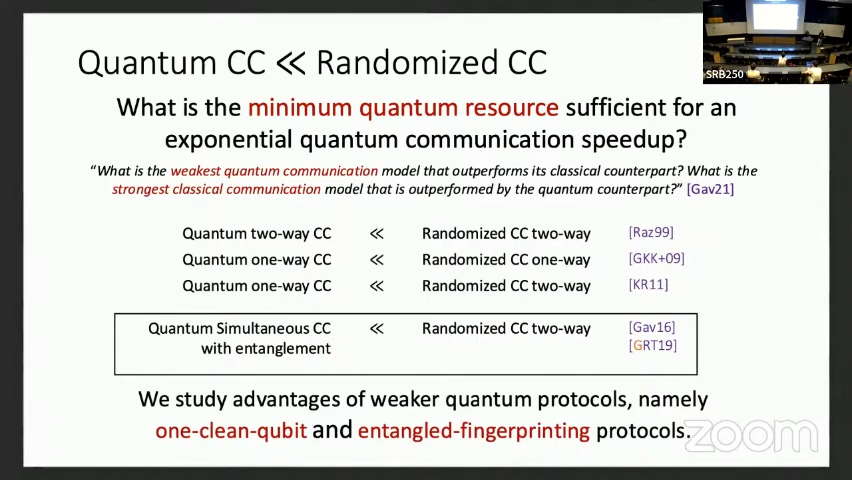 Quantum CC ≪ Randomized CC
SRB250
What is the minimum quantum resource sufficient for an
exponential quantum communication speedup?
"What is the weakest quantum communication model that outperforms its classical counterpart? What is the
strongest classical communication model that is outperformed by the quantum counterpart?" [Gav21]
Quantum two-way CC ≪ Randomized CC two-way [Raz99]
Quantum one-way CC ≪ Randomized CC one-way [GKK+09]
Quantum one-way CC ≪ Randomized CC two-way [KR11]
Quantum Simultaneous CC ≪ Randomized CC two-way [Gav16]
with entanglement [GRT19]
We study advantages of weaker quantum protocols, namely
one-clean-qubit and entangled-fingerprinting protocols.
zoom